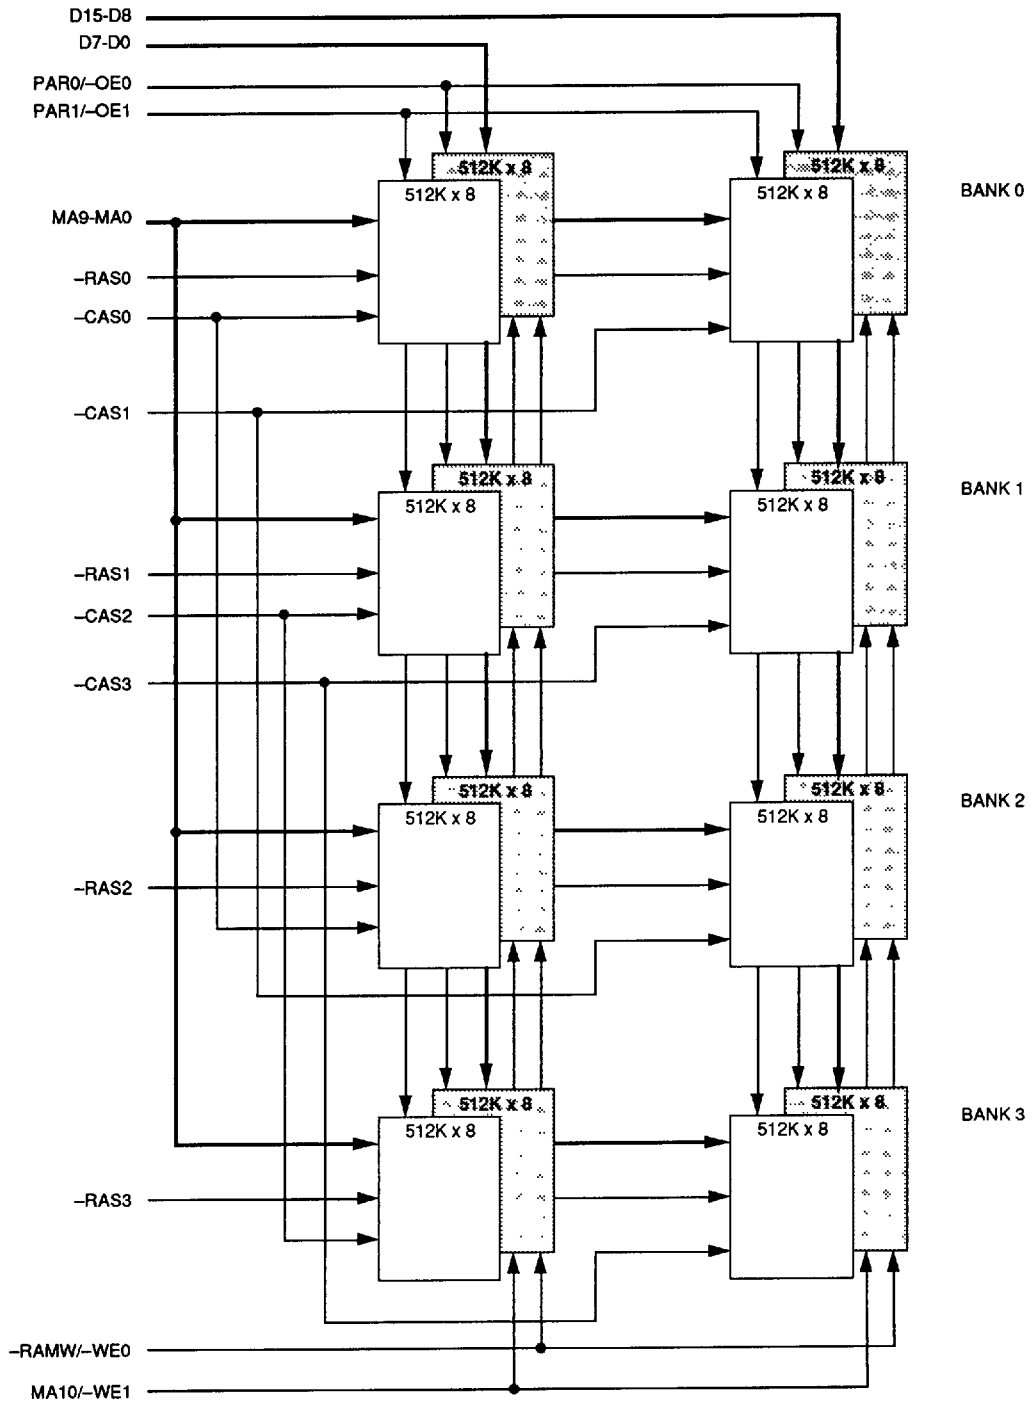 D15-D8
D7-D0
PAR0/–OE0
PAR1/–OE1
512K x 8
512K x 8
512K x 8
512K x 8
BANK 0
MA9-MA0
–RAS0
–CAS0
–CAS1
512K x 8
512K x 8
512K x 8
512K x 8
BANK 1
–RAS1
–CAS2
–CAS3
512K x 8
512K x 8
512K x 8
512K x 8
BANK 2
–RAS2
512K x 8
512K x 8
512K x 8
512K x 8
BANK 3
–RAS3
–RAMW/–WE0
MA10/–WE1